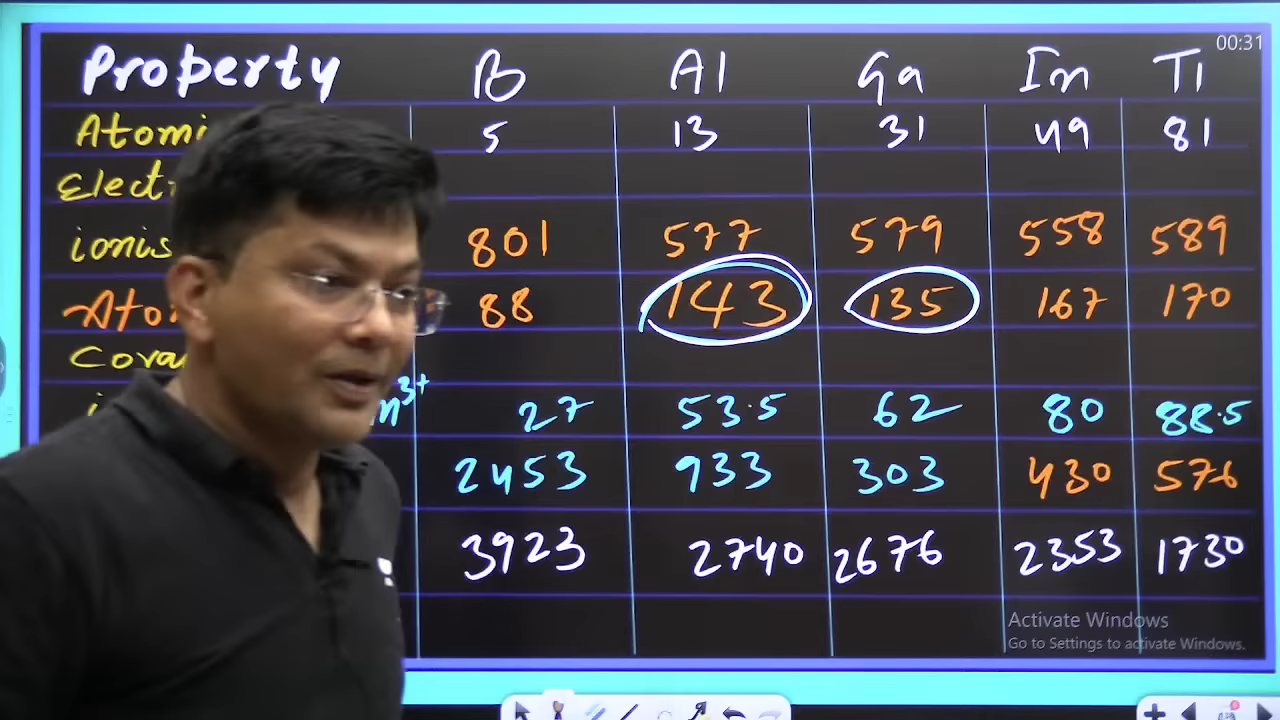 00:31
Property B Al Ga In Tl
Atomi 5 13 31 49 81
Elect
ionis 801 577 579 558 589
Ato 88 143 135 167 170
Cova
i n³⁺ 27 53.5 62 80 88.5
2453 933 303 430 576
3923 2740 2676 2353 1730
Activate Windows
Go to Settings to activate Windows.